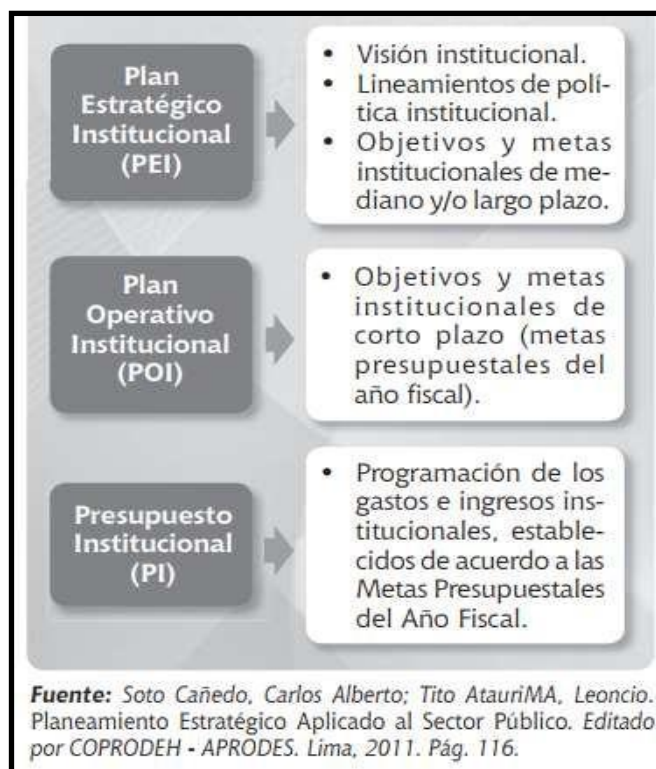 Plan
Estratégico
Institucional
(PEI)
• Visión institucional.
• Lineamientos de polí-
tica institucional.
• Objetivos y metas
institucionales de me-
diano y/o largo plazo.
Plan
Operativo
Institucional
(POI)
• Objetivos y metas
institucionales de
corto plazo (metas
presupuestales del
año fiscal).
Presupuesto
Institucional
(PI)
• Programación de los
gastos e ingresos ins-
titucionales, estable-
cidos de acuerdo a las
Metas Presupuestales
del Año Fiscal.
Fuente: Soto Cañedo, Carlos Alberto; Tito AtauriMA, Leoncio.
Planeamiento Estratégico Aplicado al Sector Público. Editado
por COPRODEH - APRODES. Lima, 2011. Pág. 116.